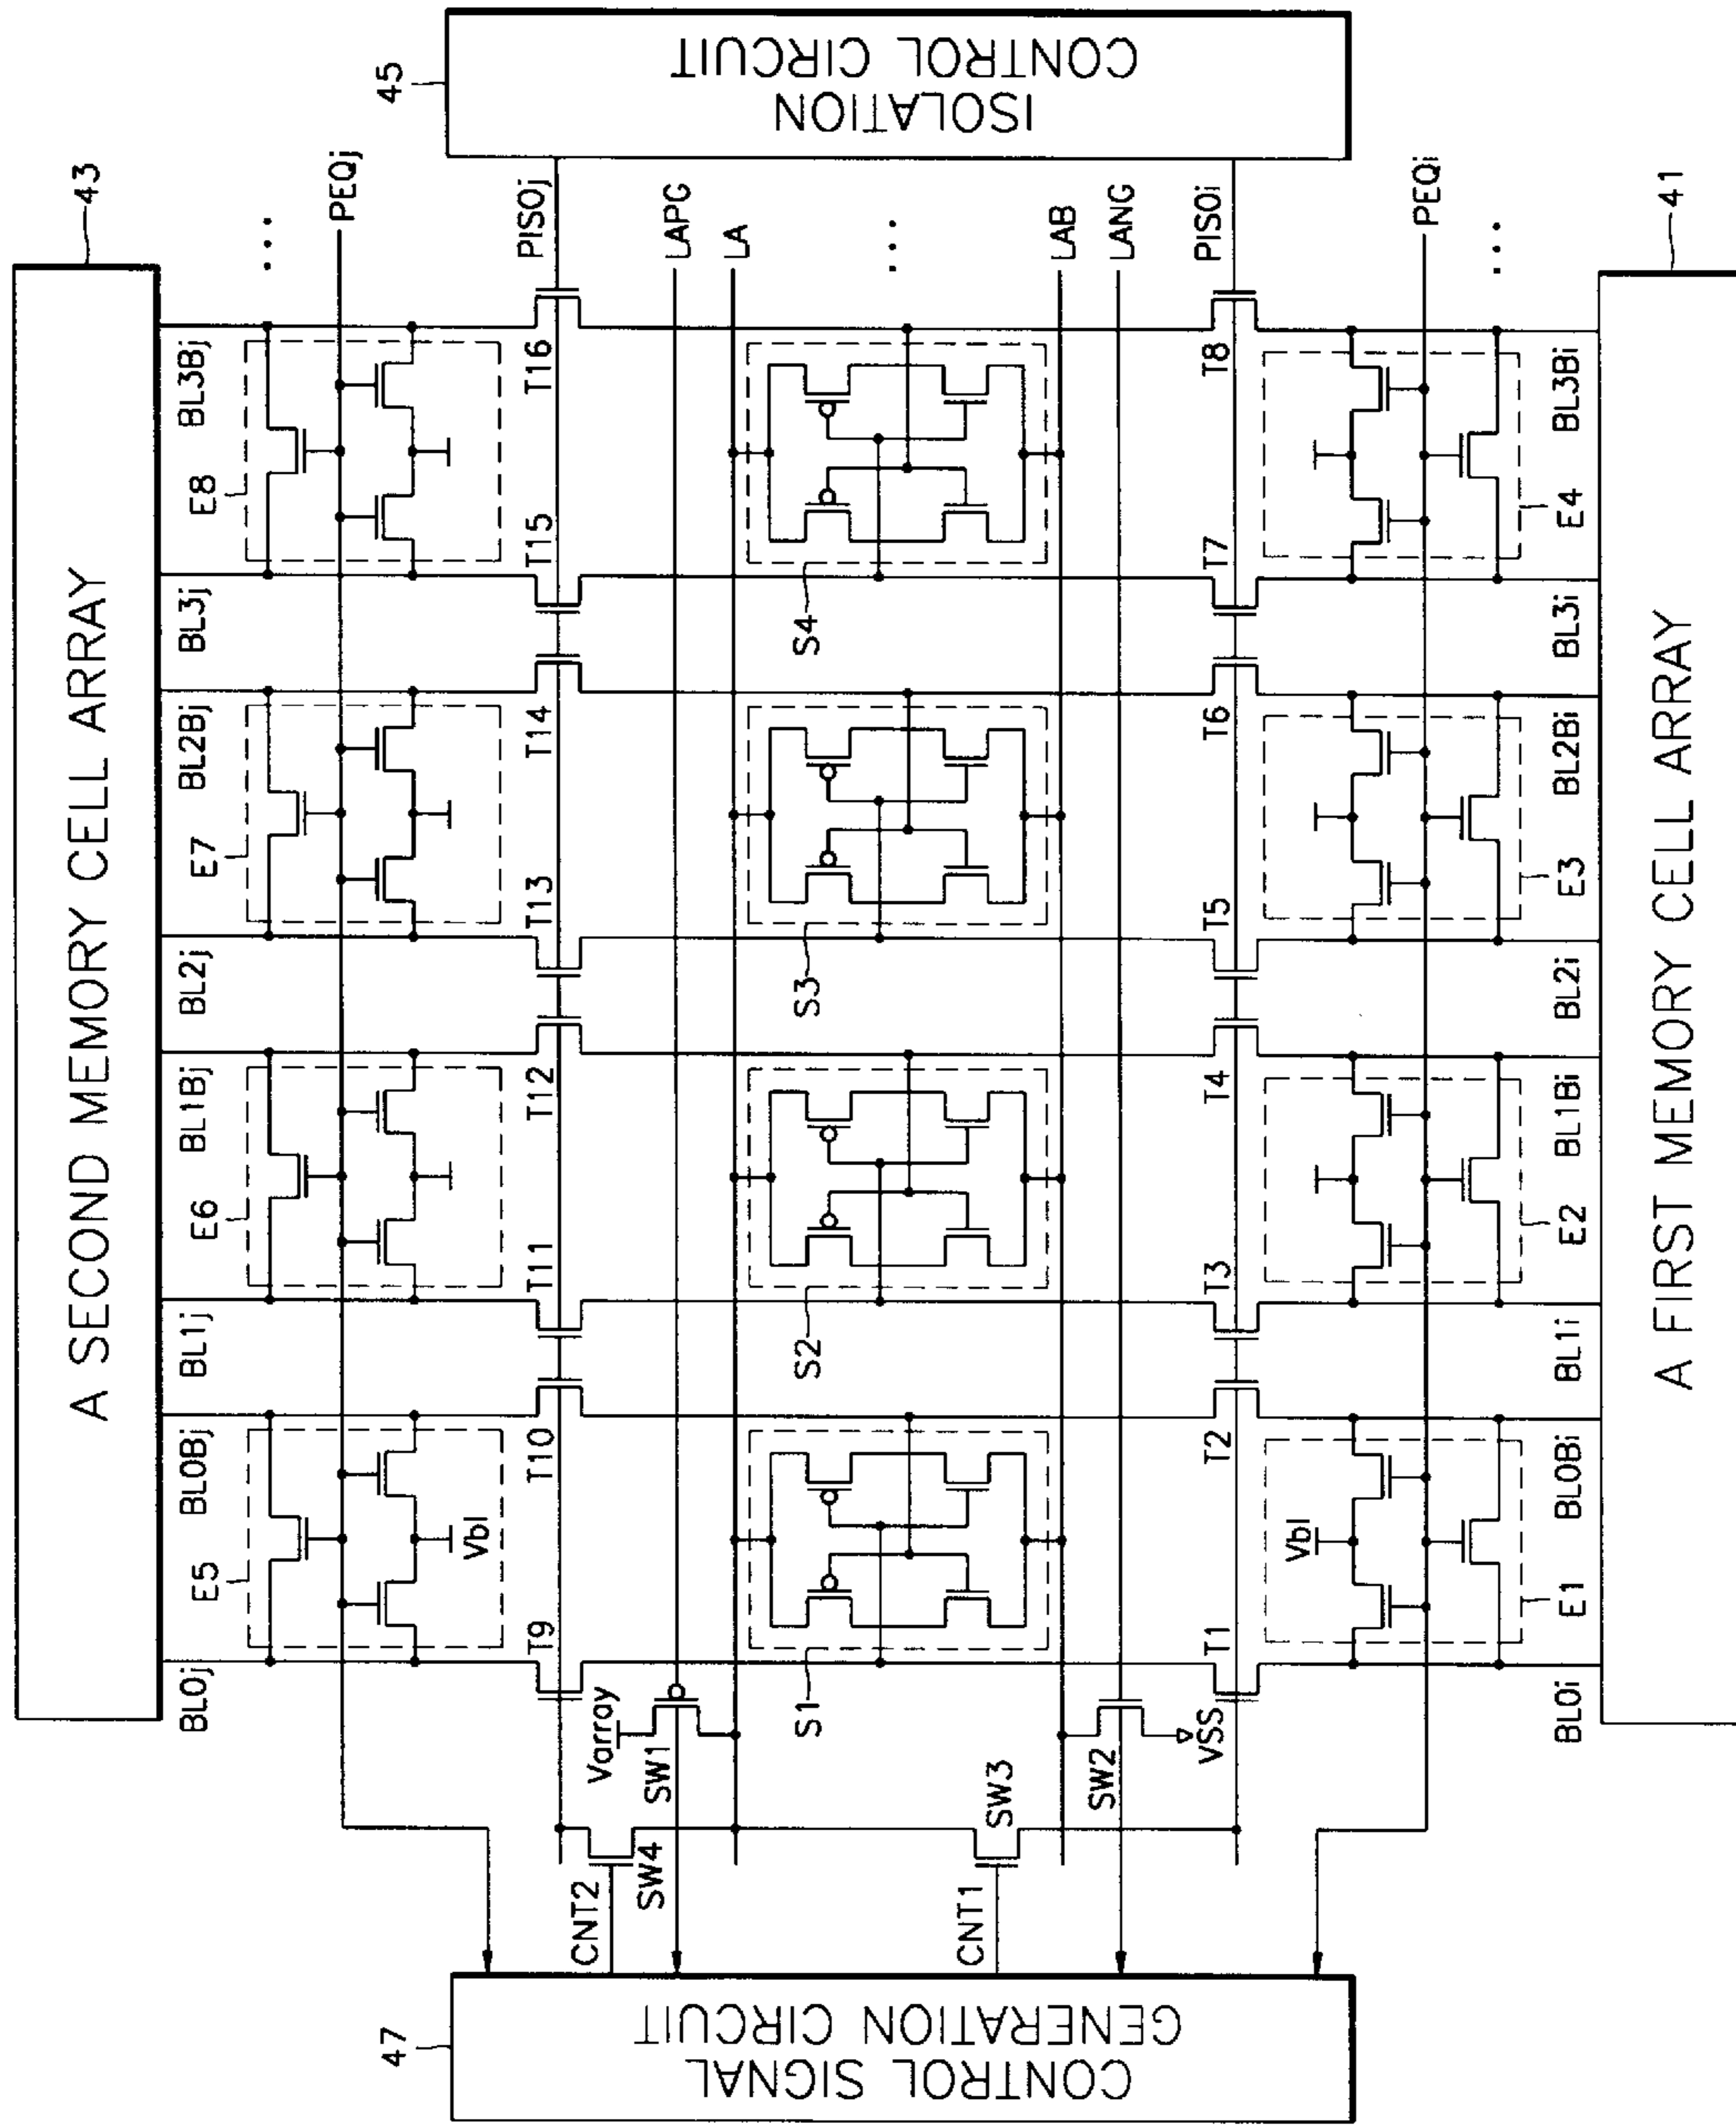 A SECOND MEMORY CELL ARRAY
43
BL0j
BL0Bj
BL1j
BL1Bj
BL2j
BL2Bj
BL3j
BL3Bj
...
E5
E6
E7
E8
PEQj
Vbl
T9
T10
T11
T12
T13
T14
T15
T16
PISOj
45
ISOLATION
CONTROL CIRCUIT
47
CONTROL SIGNAL
GENERATION CIRCUIT
CNT2
SW4
Varray
SW1
LAPG
LA
S1
S2
S3
S4
...
CNT1
SW3
LAB
SW2
LANG
VSS
T1
T2
T3
T4
T5
T6
T7
T8
PISOi
Vbl
PEQi
E1
E2
E3
E4
...
BL0i
BL0Bi
BL1i
BL1Bi
BL2i
BL2Bi
BL3i
BL3Bi
A FIRST MEMORY CELL ARRAY
41